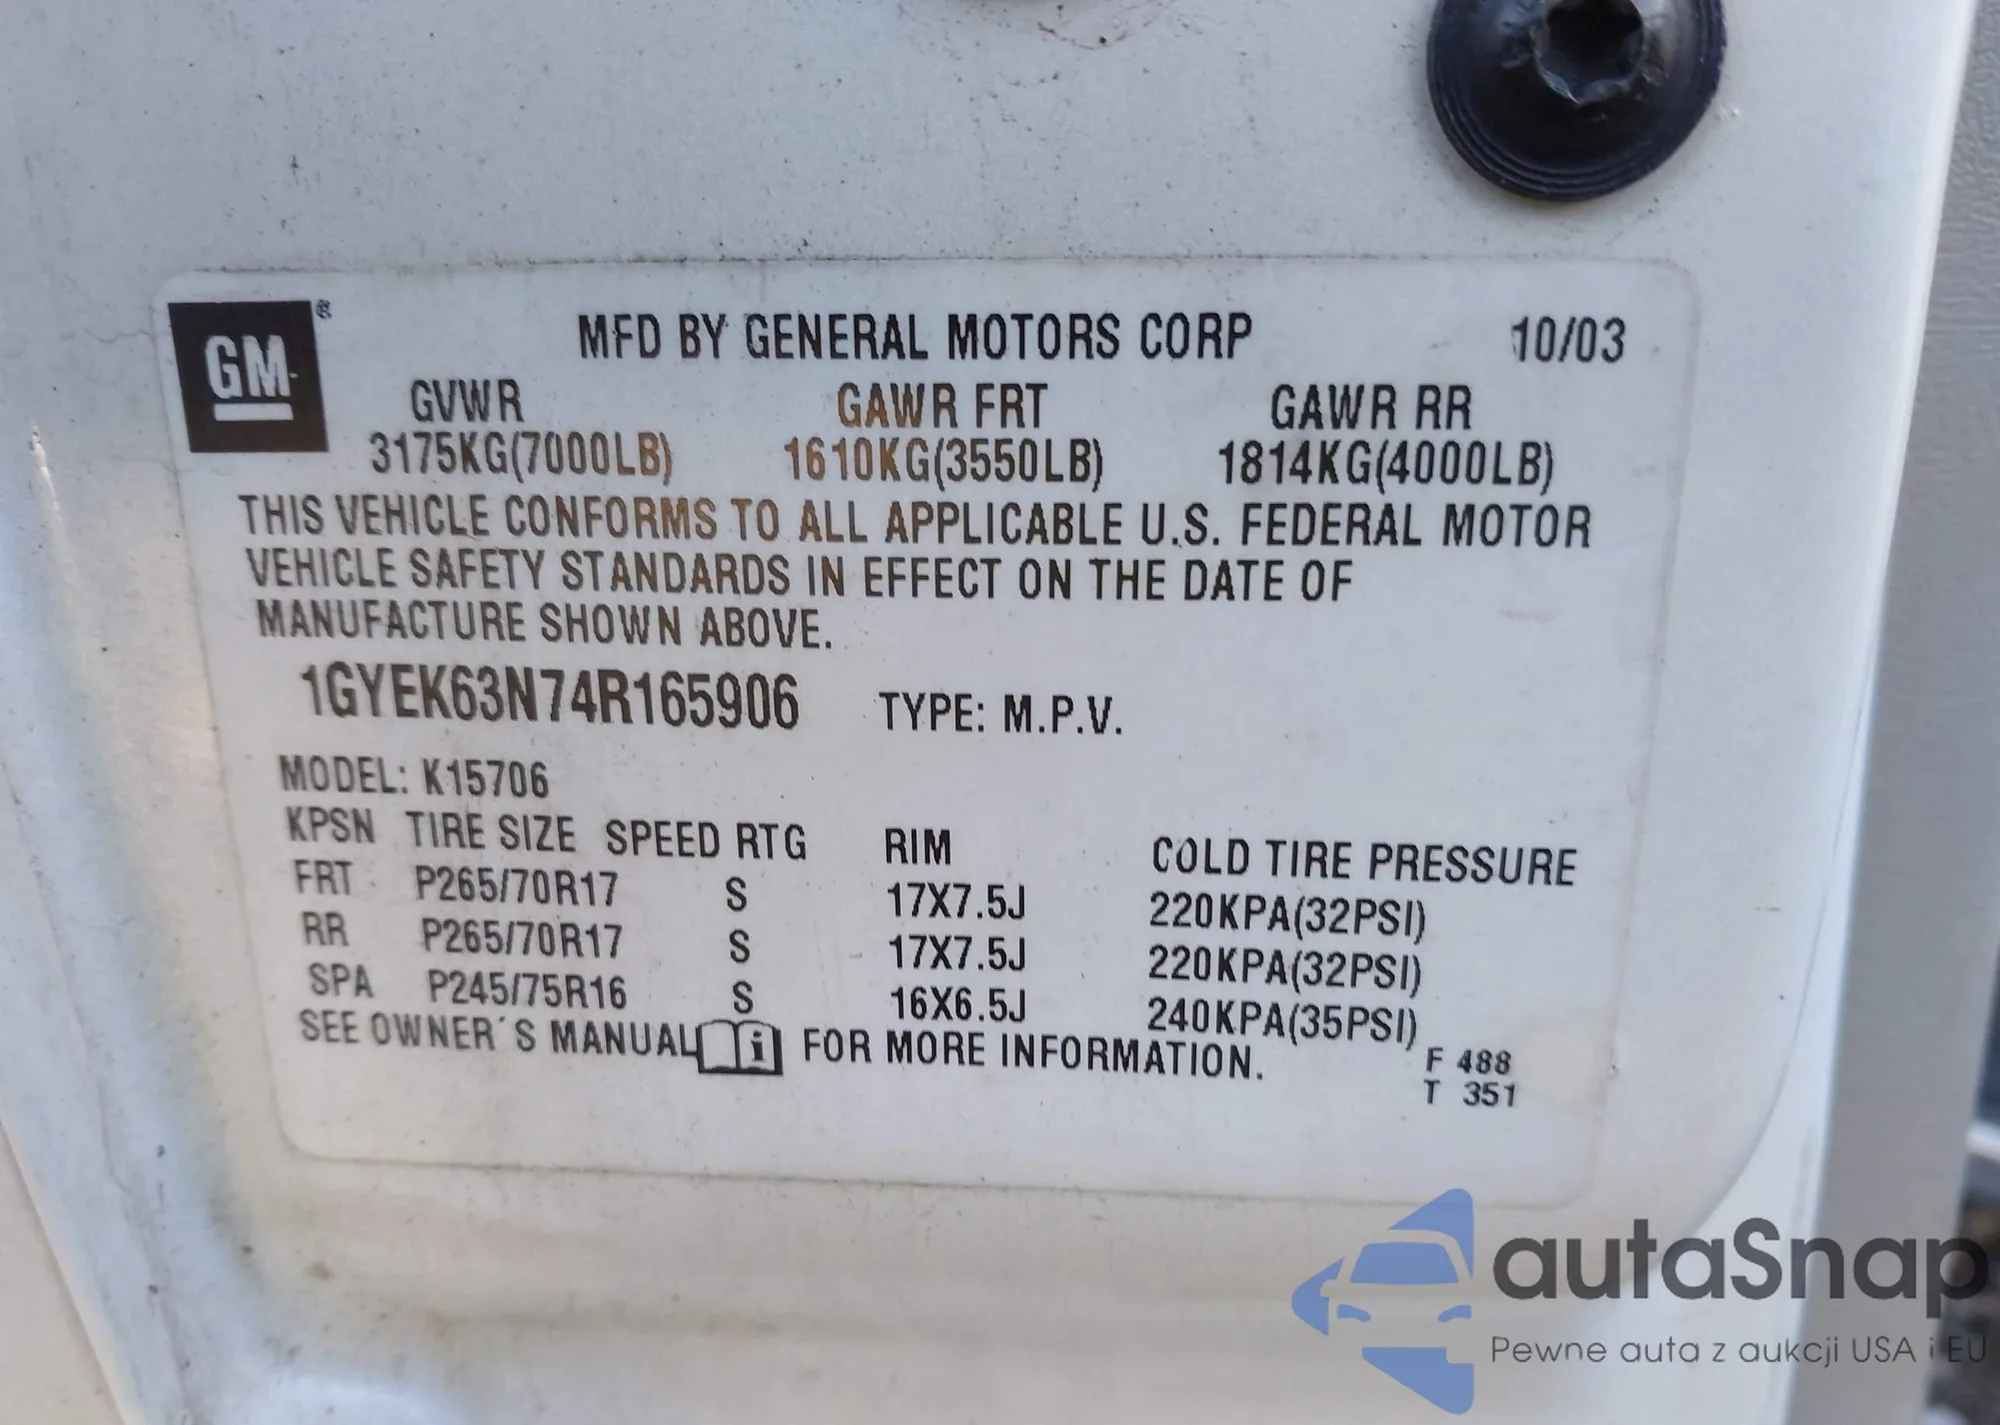 GM ®
MFD BY GENERAL MOTORS CORP 10/03
GVWR GAWR FRT GAWR RR
3175KG(7000LB) 1610KG(3550LB) 1814KG(4000LB)
THIS VEHICLE CONFORMS TO ALL APPLICABLE U.S. FEDERAL MOTOR
VEHICLE SAFETY STANDARDS IN EFFECT ON THE DATE OF
MANUFACTURE SHOWN ABOVE.
1GYEK63N74R165906 TYPE: M.P.V.
MODEL: K15706
KPSN TIRE SIZE SPEED RTG RIM COLD TIRE PRESSURE
FRT P265/70R17 S 17X7.5J 220KPA(32PSI)
RR P265/70R17 S 17X7.5J 220KPA(32PSI)
SPA P245/75R16 S 16X6.5J 240KPA(35PSI)
SEE OWNER'S MANUAL i FOR MORE INFORMATION.
F 488
T 351
autaSnap
Pewne auta z aukcji USA i EU